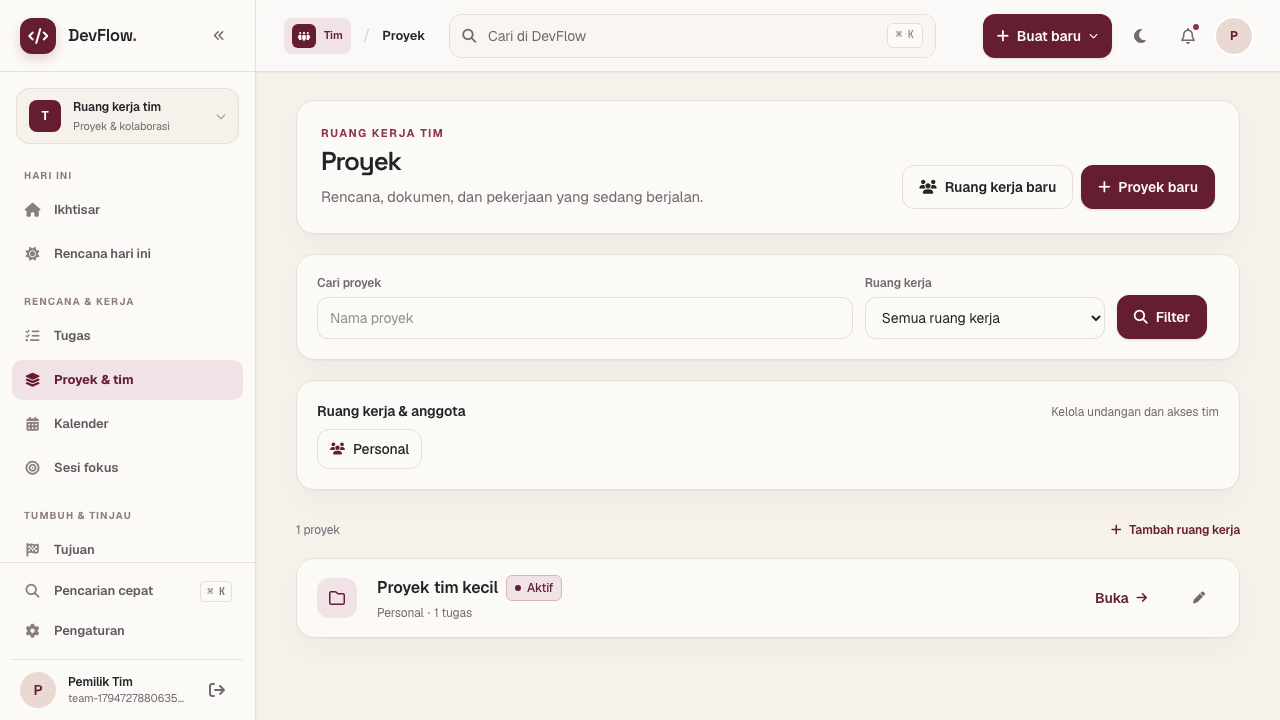 DevFlow.
Ruang kerja tim
T
Proyek & kolaborasi
HARI INI
Ikhtisar
Rencana hari ini
RENCANA & KERJA
Tugas
Proyek & tim
Kalender
Sesi fokus
TUMBUH & TINJAU
Tujuan
Pencarian cepat ⌘ K
Pengaturan
P
Pemilik Tim
team-1794727880635...
Tim / Proyek
Cari di DevFlow ⌘ K
Buat baru
P
RUANG KERJA TIM
Proyek
Rencana, dokumen, dan pekerjaan yang sedang berjalan.
Ruang kerja baru
Proyek baru
Cari proyek
Nama proyek
Ruang kerja
Semua ruang kerja
Filter
Ruang kerja & anggota
Kelola undangan dan akses tim
Personal
1 proyek
Tambah ruang kerja
Proyek tim kecil
Aktif
Personal · 1 tugas
Buka